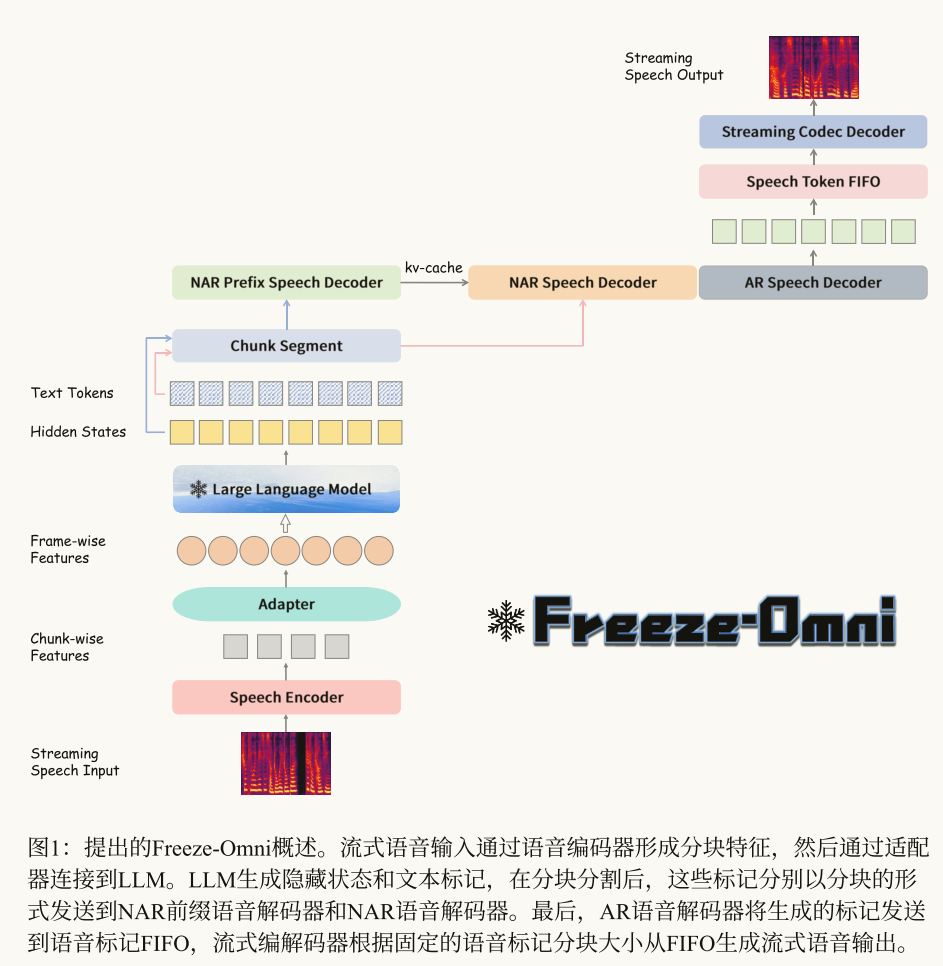 Streaming
Speech Output
Streaming Codec Decoder
Speech Token FIFO
NAR Prefix Speech Decoder
kv-cache
NAR Speech Decoder
AR Speech Decoder
Chunk Segment
Text Tokens
Hidden States
Large Language Model
Frame-wise
Features
Adapter
Chunk-wise
Features
Speech Encoder
Streaming
Speech Input
Freeze-Omni
图1：提出的Freeze-Omni概述。流式语音输入通过语音编码器形成分块特征，然后通过适配
器连接到LLM。LLM生成隐藏状态和文本标记，在分块分割后，这些标记分别以分块的形
式发送到NAR前缀语音解码器和NAR语音解码器。最后，AR语音解码器将生成的标记发送
到语音标记FIFO，流式编解码器根据固定的语音标记分块大小从FIFO生成流式语音输出。